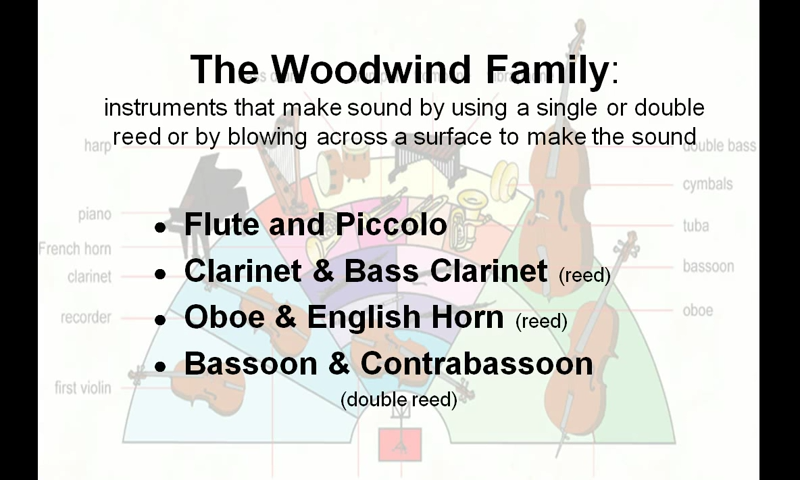 The Woodwind Family:
instruments that make sound by using a single or double
reed or by blowing across a surface to make the sound
harp
double bass
cymbals
piano
• Flute and Piccolo
tuba
French horn
bassoon
clarinet
• Clarinet & Bass Clarinet (reed)
oboe
recorder
• Oboe & English Horn (reed)
• Bassoon & Contrabassoon
first violin
(double reed)